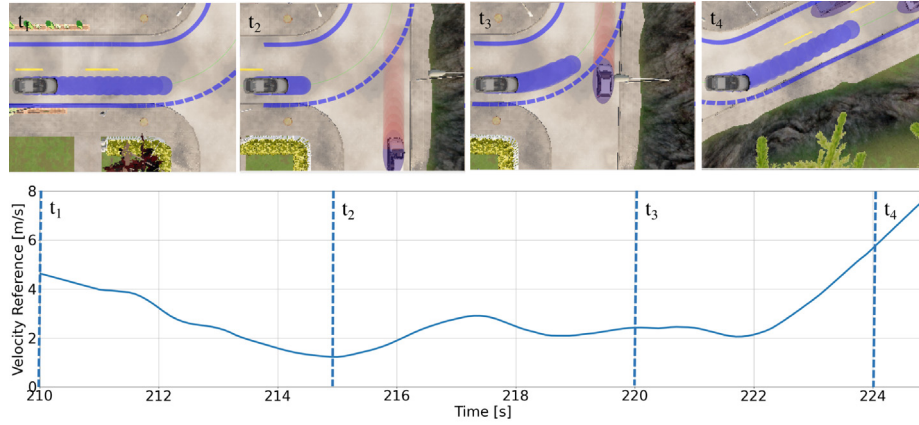 t1
t2
t3
t4
Velocity Reference [m/s]
8
6
4
2
0
t1
t2
t3
t4
210
212
214
216
218
220
222
224
Time [s]